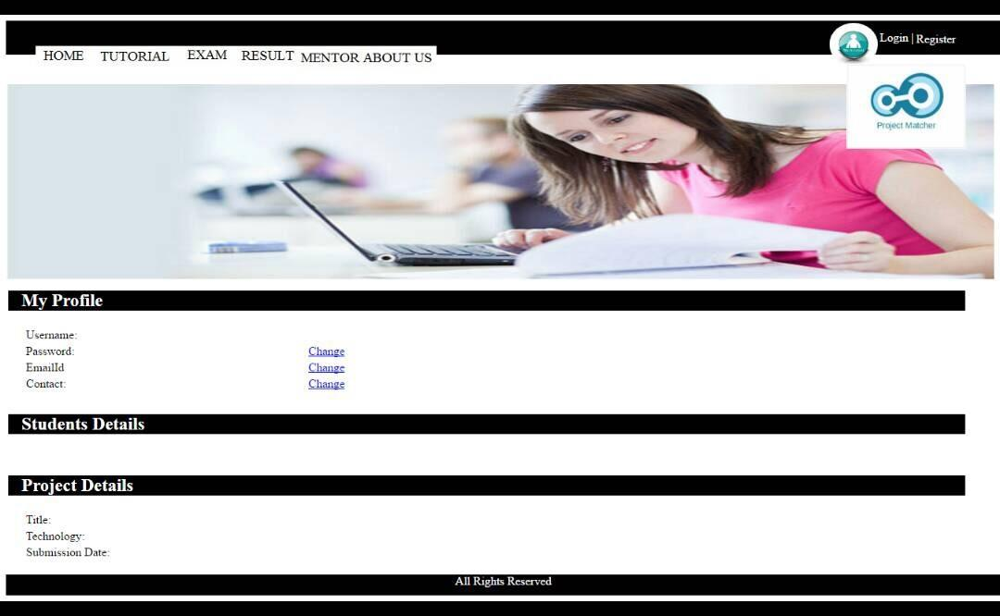 Login | Register
HOME TUTORIAL EXAM RESULT MENTOR ABOUT US
Project Matcher
My Profile
Username:
Password: Change
EmailId Change
Contact: Change
Students Details
Project Details
Title:
Technology:
Submission Date:
All Rights Reserved